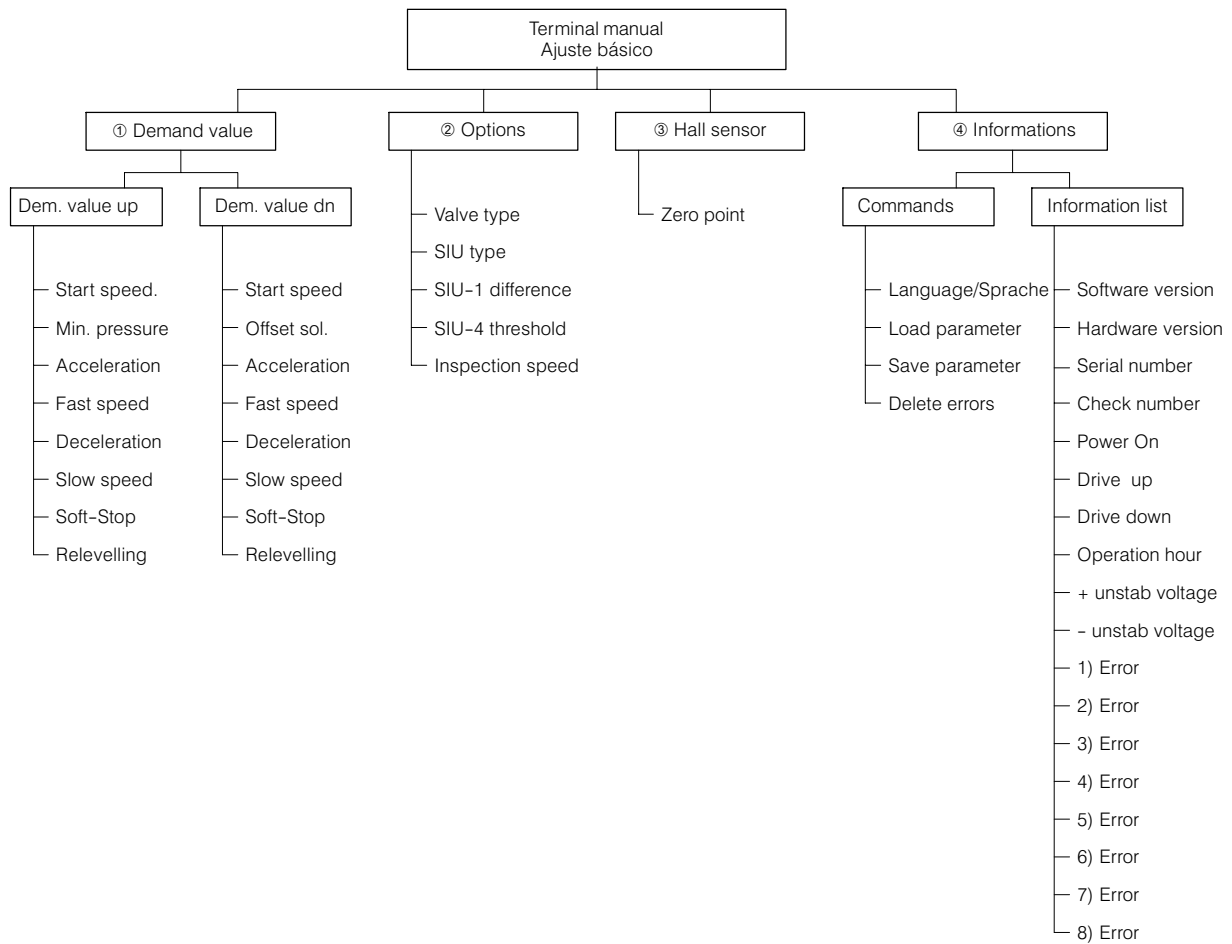 Terminal manual
Ajuste básico
① Demand value
② Options
③ Hall sensor
④ Informations
Dem. value up
Dem. value dn
Commands
Information list
Start speed.
Min. pressure
Acceleration
Fast speed
Deceleration
Slow speed
Soft-Stop
Relevelling
Start speed
Offset sol.
Acceleration
Fast speed
Deceleration
Slow speed
Soft-Stop
Relevelling
Valve type
SIU type
SIU-1 difference
SIU-4 threshold
Inspection speed
Zero point
Language/Sprache
Load parameter
Save parameter
Delete errors
Software version
Hardware version
Serial number
Check number
Power On
Drive up
Drive down
Operation hour
+ unstab voltage
- unstab voltage
1) Error
2) Error
3) Error
4) Error
5) Error
6) Error
7) Error
8) Error